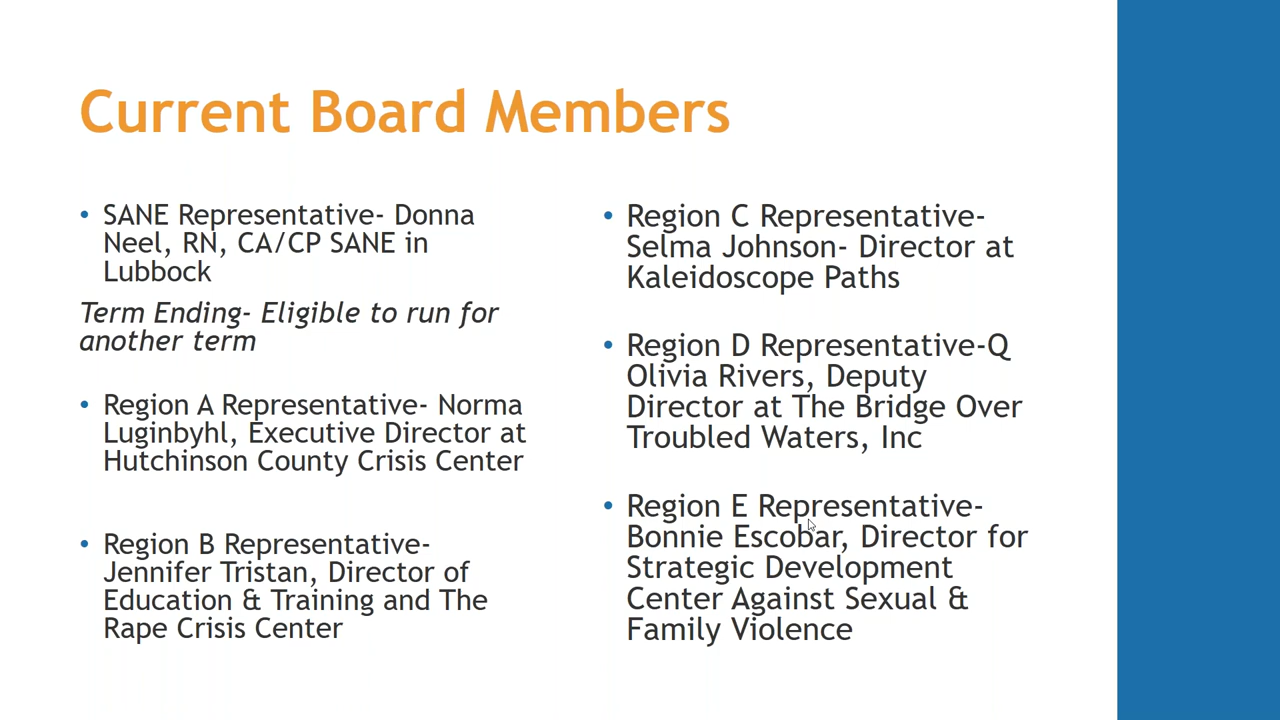 Current Board Members
• SANE Representative- Donna
Neel, RN, CA/CP SANE in
Lubbock
Term Ending- Eligible to run for
another term
• Region A Representative- Norma
Luginbyhl, Executive Director at
Hutchinson County Crisis Center
• Region B Representative-
Jennifer Tristan, Director of
Education & Training and The
Rape Crisis Center
• Region C Representative-
Selma Johnson- Director at
Kaleidoscope Paths
• Region D Representative-Q
Olivia Rivers, Deputy
Director at The Bridge Over
Troubled Waters, Inc
• Region E Representative-
Bonnie Escobar, Director for
Strategic Development
Center Against Sexual &
Family Violence